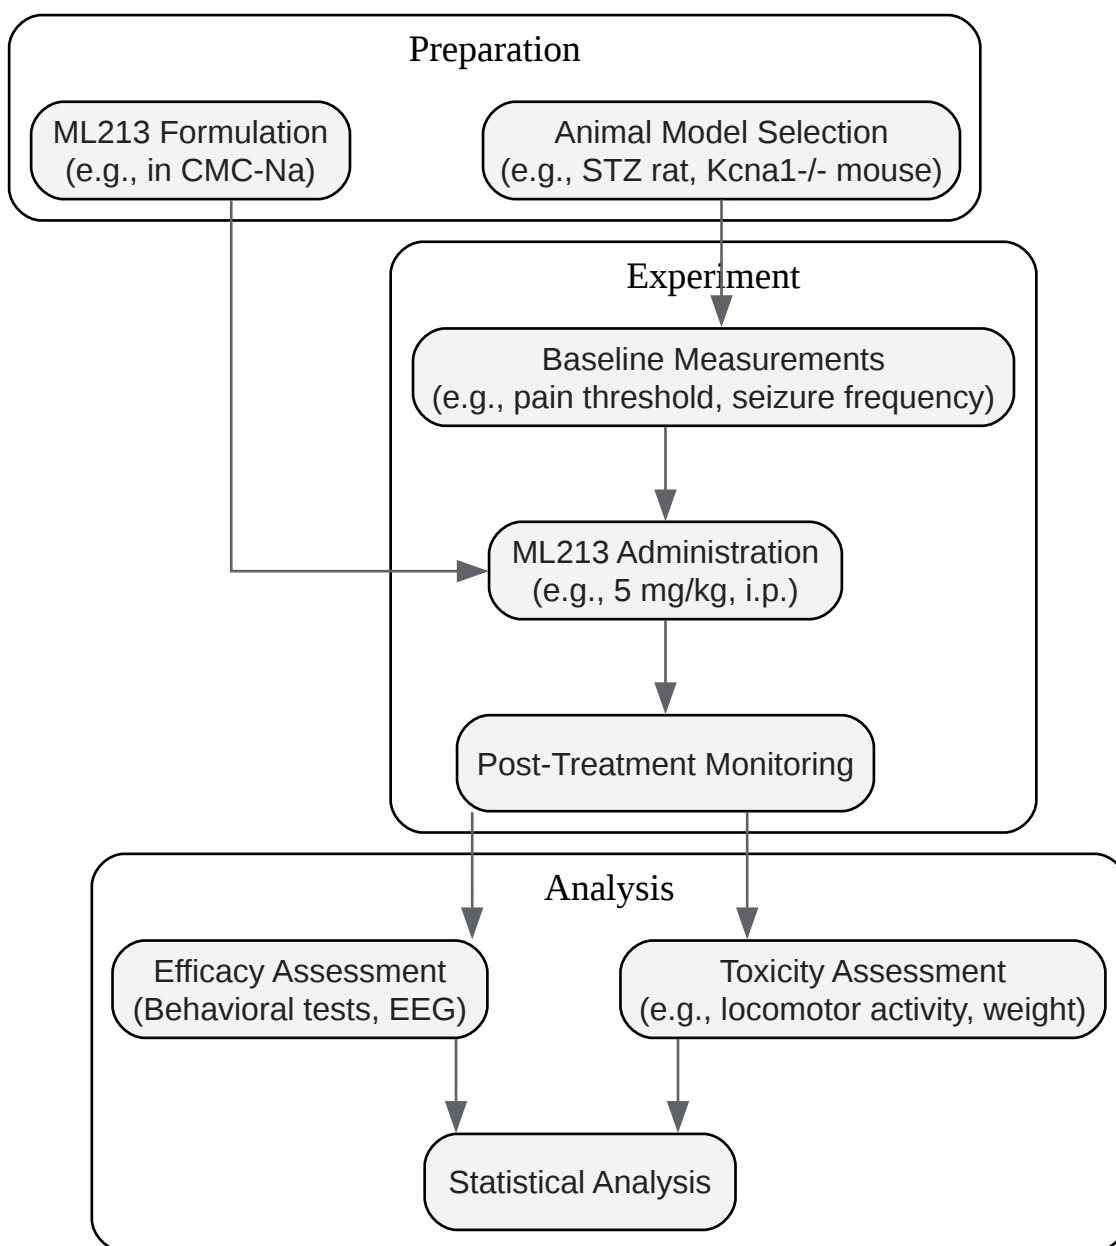 Preparation
ML213 Formulation
(e.g., in CMC-Na)
Animal Model Selection
(e.g., STZ rat, Kcna1-/- mouse)
Experiment
Baseline Measurements
(e.g., pain threshold, seizure frequency)
ML213 Administration
(e.g., 5 mg/kg, i.p.)
Post-Treatment Monitoring
Analysis
Efficacy Assessment
(Behavioral tests, EEG)
Toxicity Assessment
(e.g., locomotor activity, weight)
Statistical Analysis